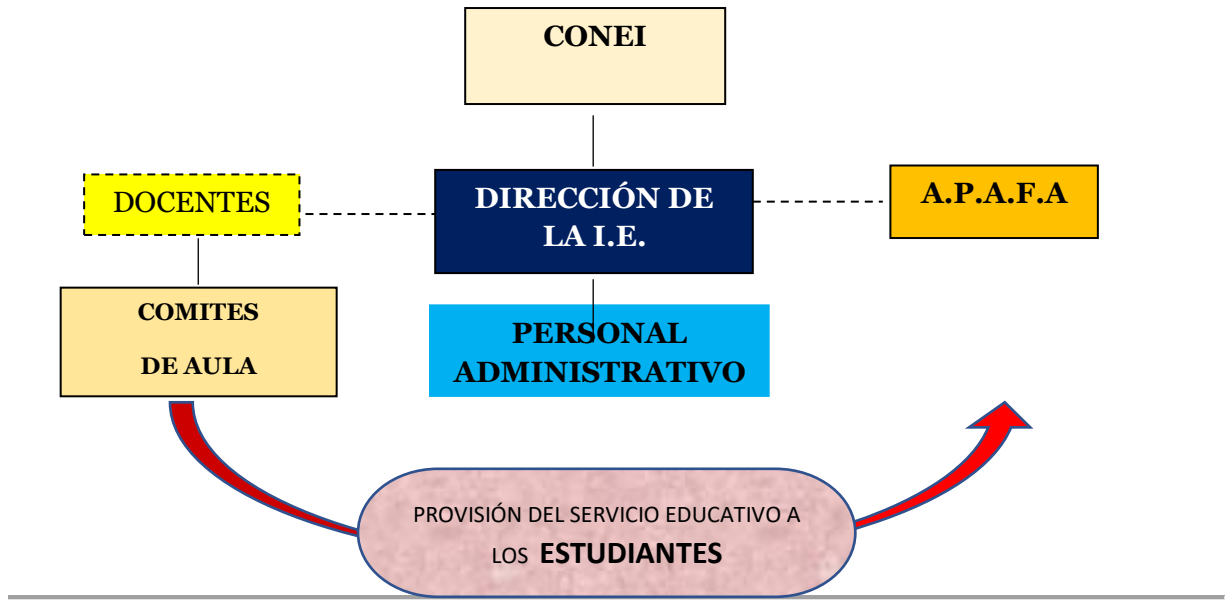 CONEI
DOCENTES
DIRECCIÓN DE
LA I.E.
A.P.A.F.A
COMITES
DE AULA
PERSONAL
ADMINISTRATIVO
PROVISIÓN DEL SERVICIO EDUCATIVO A
LOS ESTUDIANTES